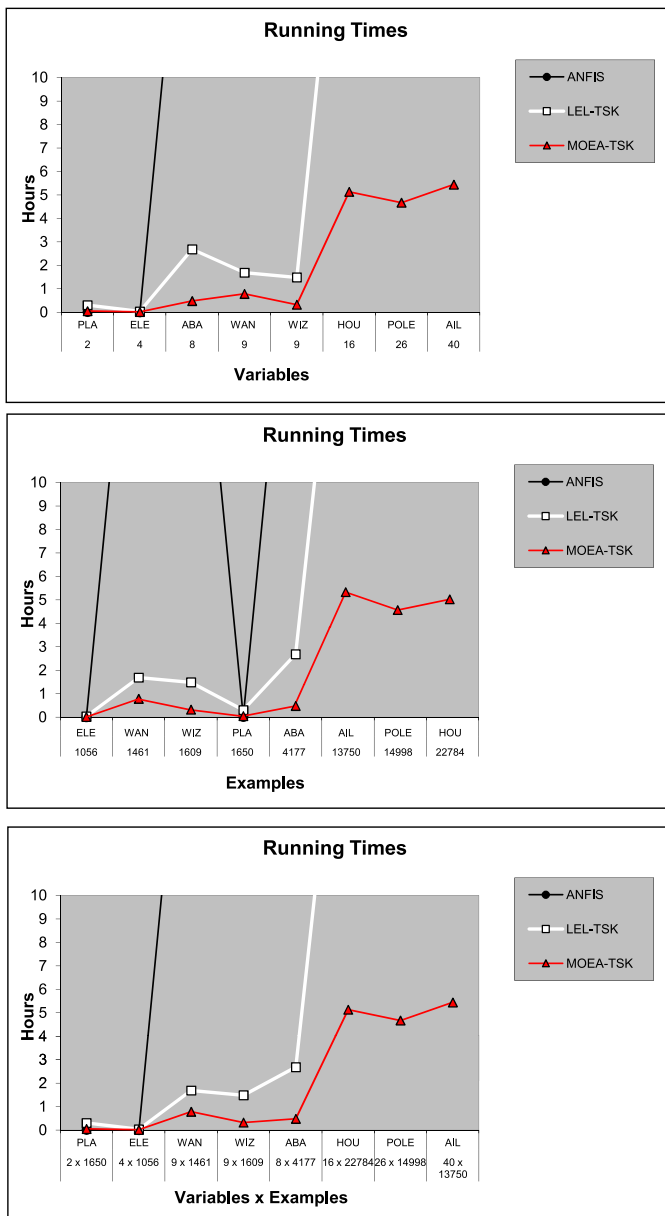 Running Times
10
9
8
7
6
5
4
3
2
1
0
Hours
PLA ELE ABA WAN WIZ HOU POLE AIL
2 4 8 9 9 16 26 40
Variables
ANFIS
LEL-TSK
MOEA-TSK
Running Times
10
9
8
7
6
5
4
3
2
1
0
Hours
ELE WAN WIZ PLA ABA AIL POLE HOU
1056 1461 1609 1650 4177 13750 14998 22784
Examples
ANFIS
LEL-TSK
MOEA-TSK
Running Times
10
9
8
7
6
5
4
3
2
1
0
Hours
PLA ELE WAN WIZ ABA HOU POLE AIL
2 x 1650 4 x 1056 9 x 1461 9 x 1609 8 x 4177 16 x 22784 26 x 14998 40 x
13750
Variables x Examples
ANFIS
LEL-TSK
MOEA-TSK